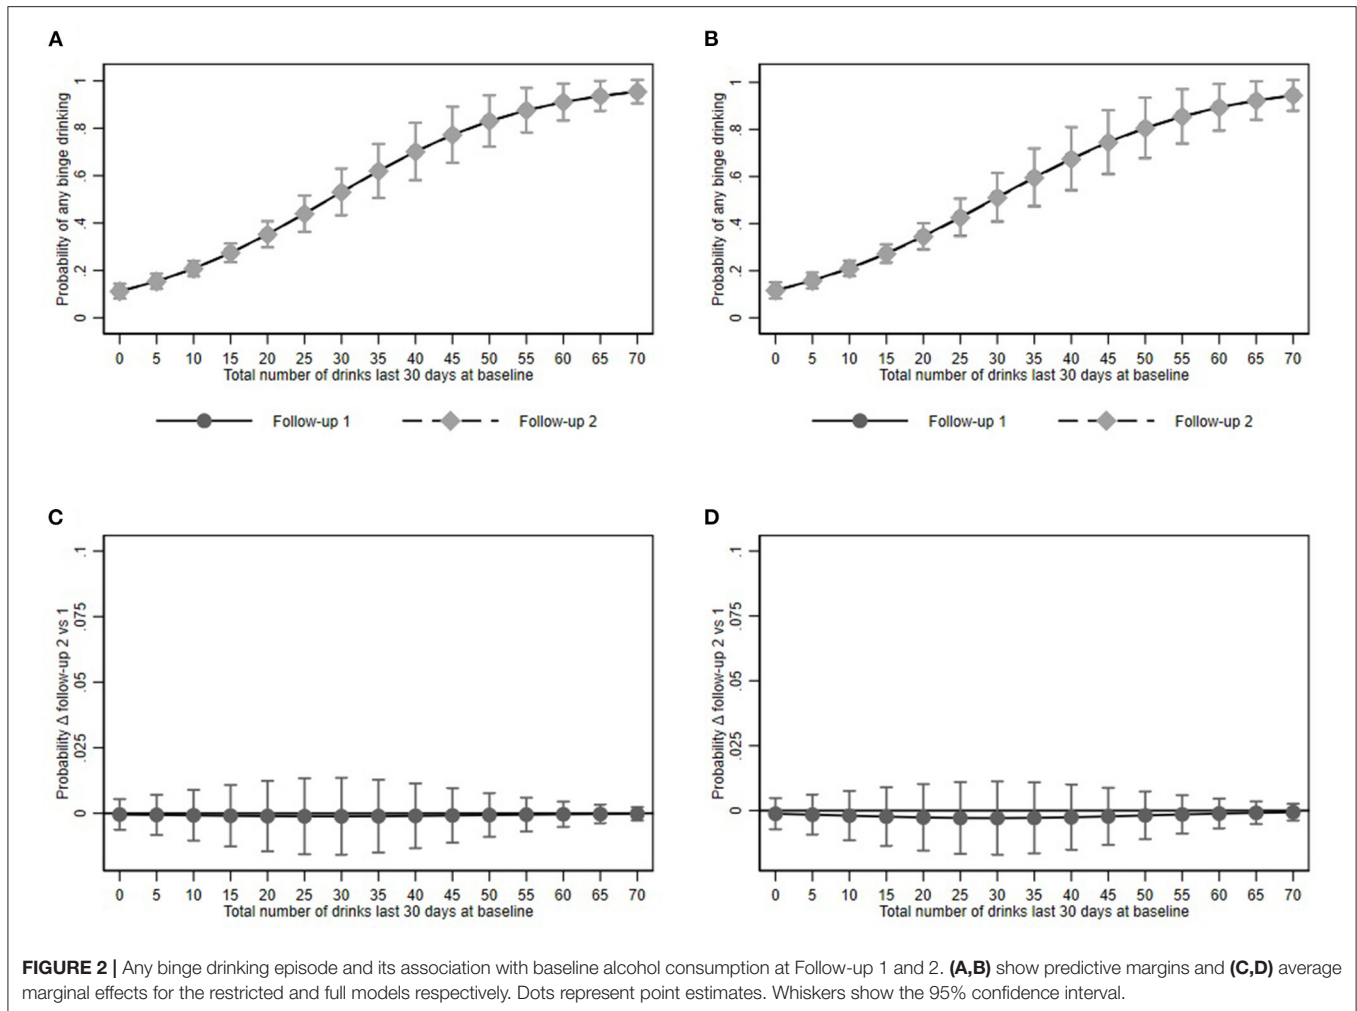 A
Probability of any binge drinking
1
.8
.6
.4
.2
0
0 5 10 15 20 25 30 35 40 45 50 55 60 65 70
Total number of drinks last 30 days at baseline
Follow-up 1 Follow-up 2
B
Probability of any binge drinking
1
.8
.6
.4
.2
0
0 5 10 15 20 25 30 35 40 45 50 55 60 65 70
Total number of drinks last 30 days at baseline
Follow-up 1 Follow-up 2
C
Probability Δ follow-up 2 vs 1
.1
.075
.05
.025
0
0 5 10 15 20 25 30 35 40 45 50 55 60 65 70
Total number of drinks last 30 days at baseline
D
Probability Δ follow-up 2 vs 1
.1
.075
.05
.025
0
0 5 10 15 20 25 30 35 40 45 50 55 60 65 70
Total number of drinks last 30 days at baseline
FIGURE 2 | Any binge drinking episode and its association with baseline alcohol consumption at Follow-up 1 and 2. (A,B) show predictive margins and (C,D) average
marginal effects for the restricted and full models respectively. Dots represent point estimates. Whiskers show the 95% confidence interval.